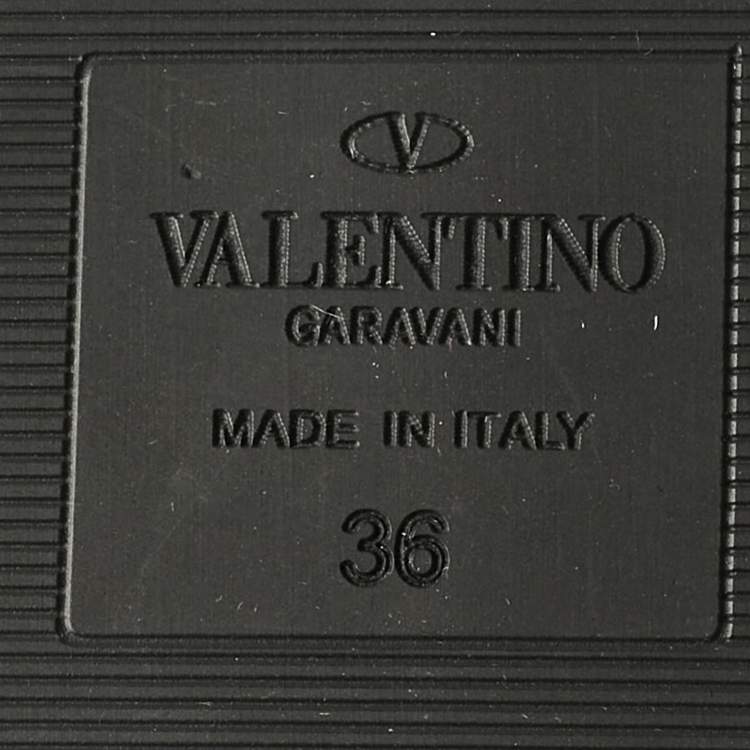 V
VALENTINO
GARAVANI
MADE IN ITALY
36